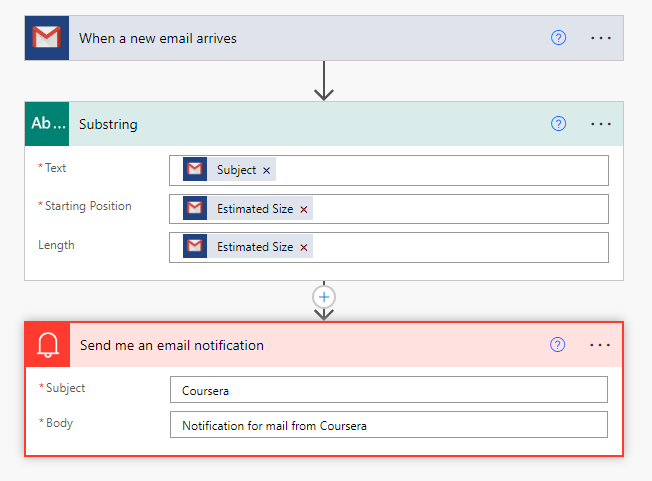 When a new email arrives
? ...
Ab...
Substring
? ...
*Text
Subject ×
*Starting Position
Estimated Size ×
Length
Estimated Size ×
+
Send me an email notification
? ...
*Subject
Coursera
*Body
Notification for mail from Coursera